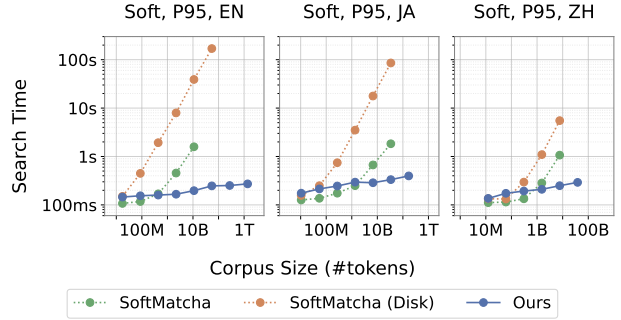 Soft, P95, EN
Soft, P95, JA
Soft, P95, ZH
Search Time
100s
10s
1s
100ms
100M 10B 1T
100M 10B 1T
10M 1B 100B
Corpus Size (#tokens)
SoftMatcha
SoftMatcha (Disk)
Ours